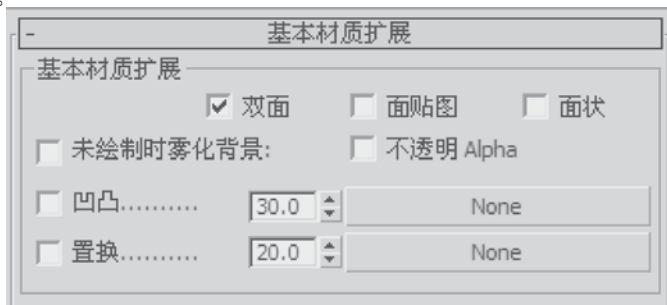 。
- 基本材质扩展
基本材质扩展
双面 面贴图 面状
未绘制时雾化背景: 不透明 Alpha
凹凸.......... 30.0 None
置换.......... 20.0 None